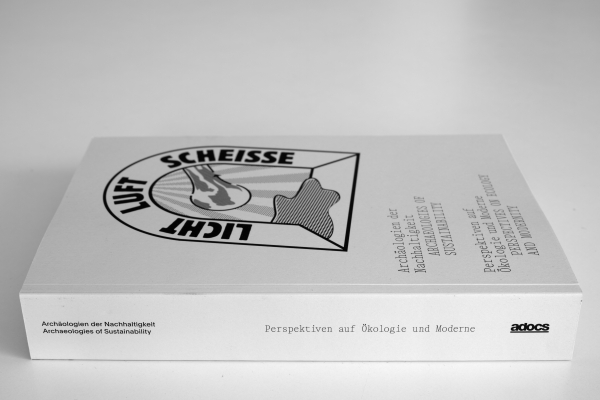 LICHT LUFT SCHEISSE
Archäologien der
Nachhaltigkeit
ARCHAEOLOGIES OF
SUSTAINABILITY
Perspektiven auf
Ökologie und Moderne
PERSPECTIVES ON ECOLOGY
AND MODERNITY
Archäologien der Nachhaltigkeit
Archaeologies of Sustainability
Perspektiven auf Ökologie und Moderne
adocs